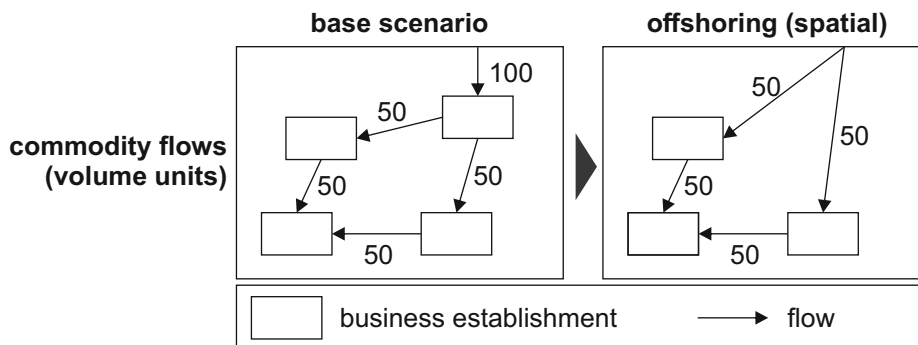 base scenario
offshoring (spatial)
commodity flows
(volume units)
100
50
50
50
50
50
50
50
50
business establishment
flow